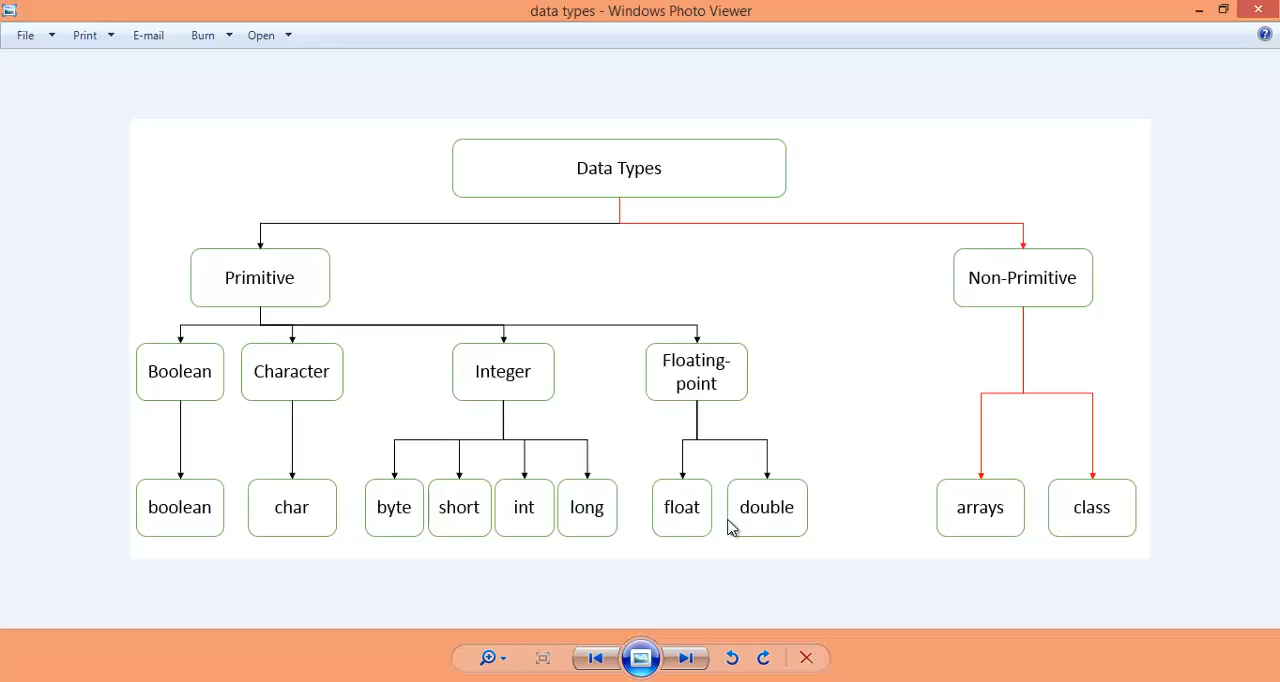 data types - Windows Photo Viewer
File Print E-mail Burn Open
Data Types
Primitive Non-Primitive
Boolean Character Integer Floating-
point
boolean char byte short int long float double arrays class